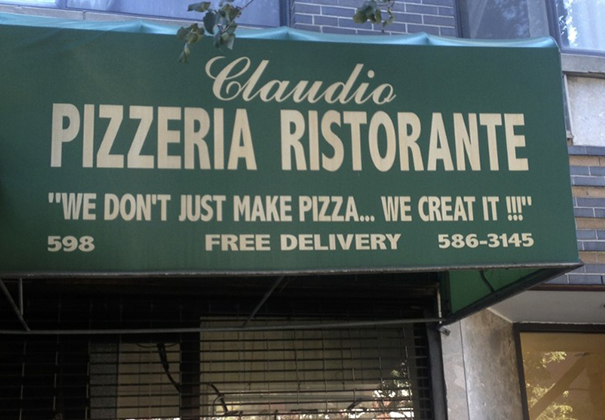 Claudio
PIZZERIA RISTORANTE
"WE DON'T JUST MAKE PIZZA... WE CREAT IT !!!"
598 FREE DELIVERY 586-3145